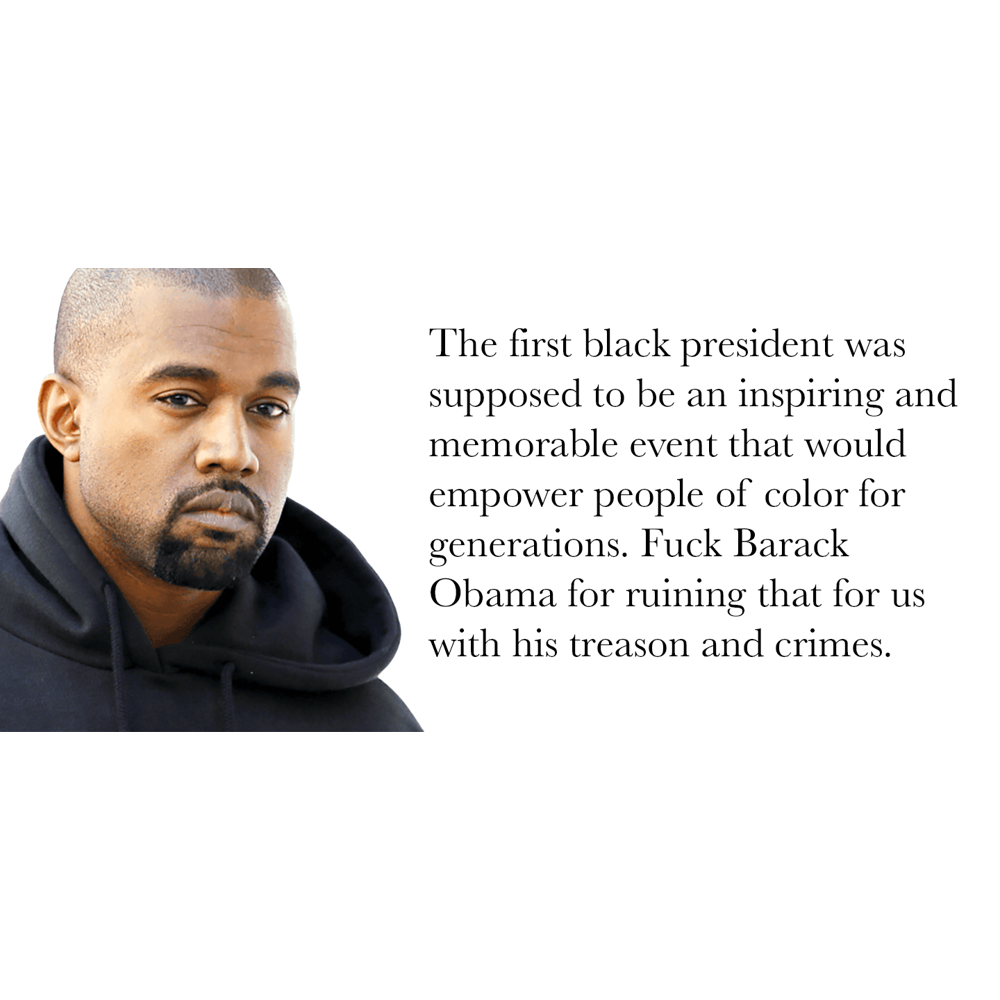 The first black president was
supposed to be an inspiring and
memorable event that would
empower people of color for
generations. Fuck Barack
Obama for ruining that for us
with his treason and crimes.